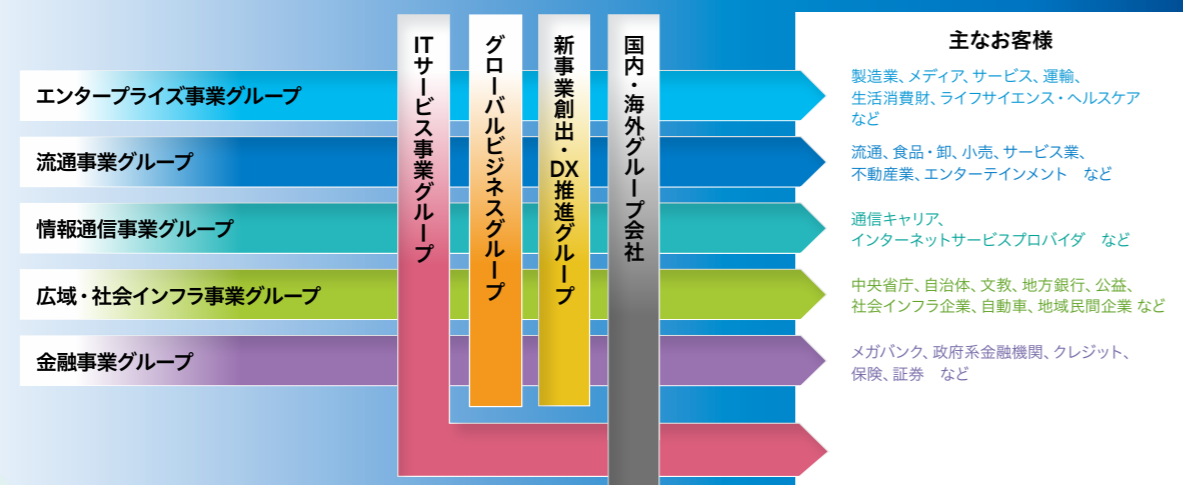 ITサービス事業グループ
グローバルビジネスグループ
新事業創出・DX推進グループ
国内・海外グループ会社
主なお客様
エンタープライズ事業グループ
製造業、メディア、サービス、運輸、
生活消費財、ライフサイエンス・ヘルスケア
など
流通事業グループ
流通、食品・卸、小売、サービス業、
不動産業、エンターテインメント　など
情報通信事業グループ
通信キャリア、
インターネットサービスプロバイダ　など
広域・社会インフラ事業グループ
中央省庁、自治体、文教、地方銀行、公益、
社会インフラ企業、自動車、地域民間企業 など
金融事業グループ
メガバンク、政府系金融機関、クレジット、
保険、証券　など